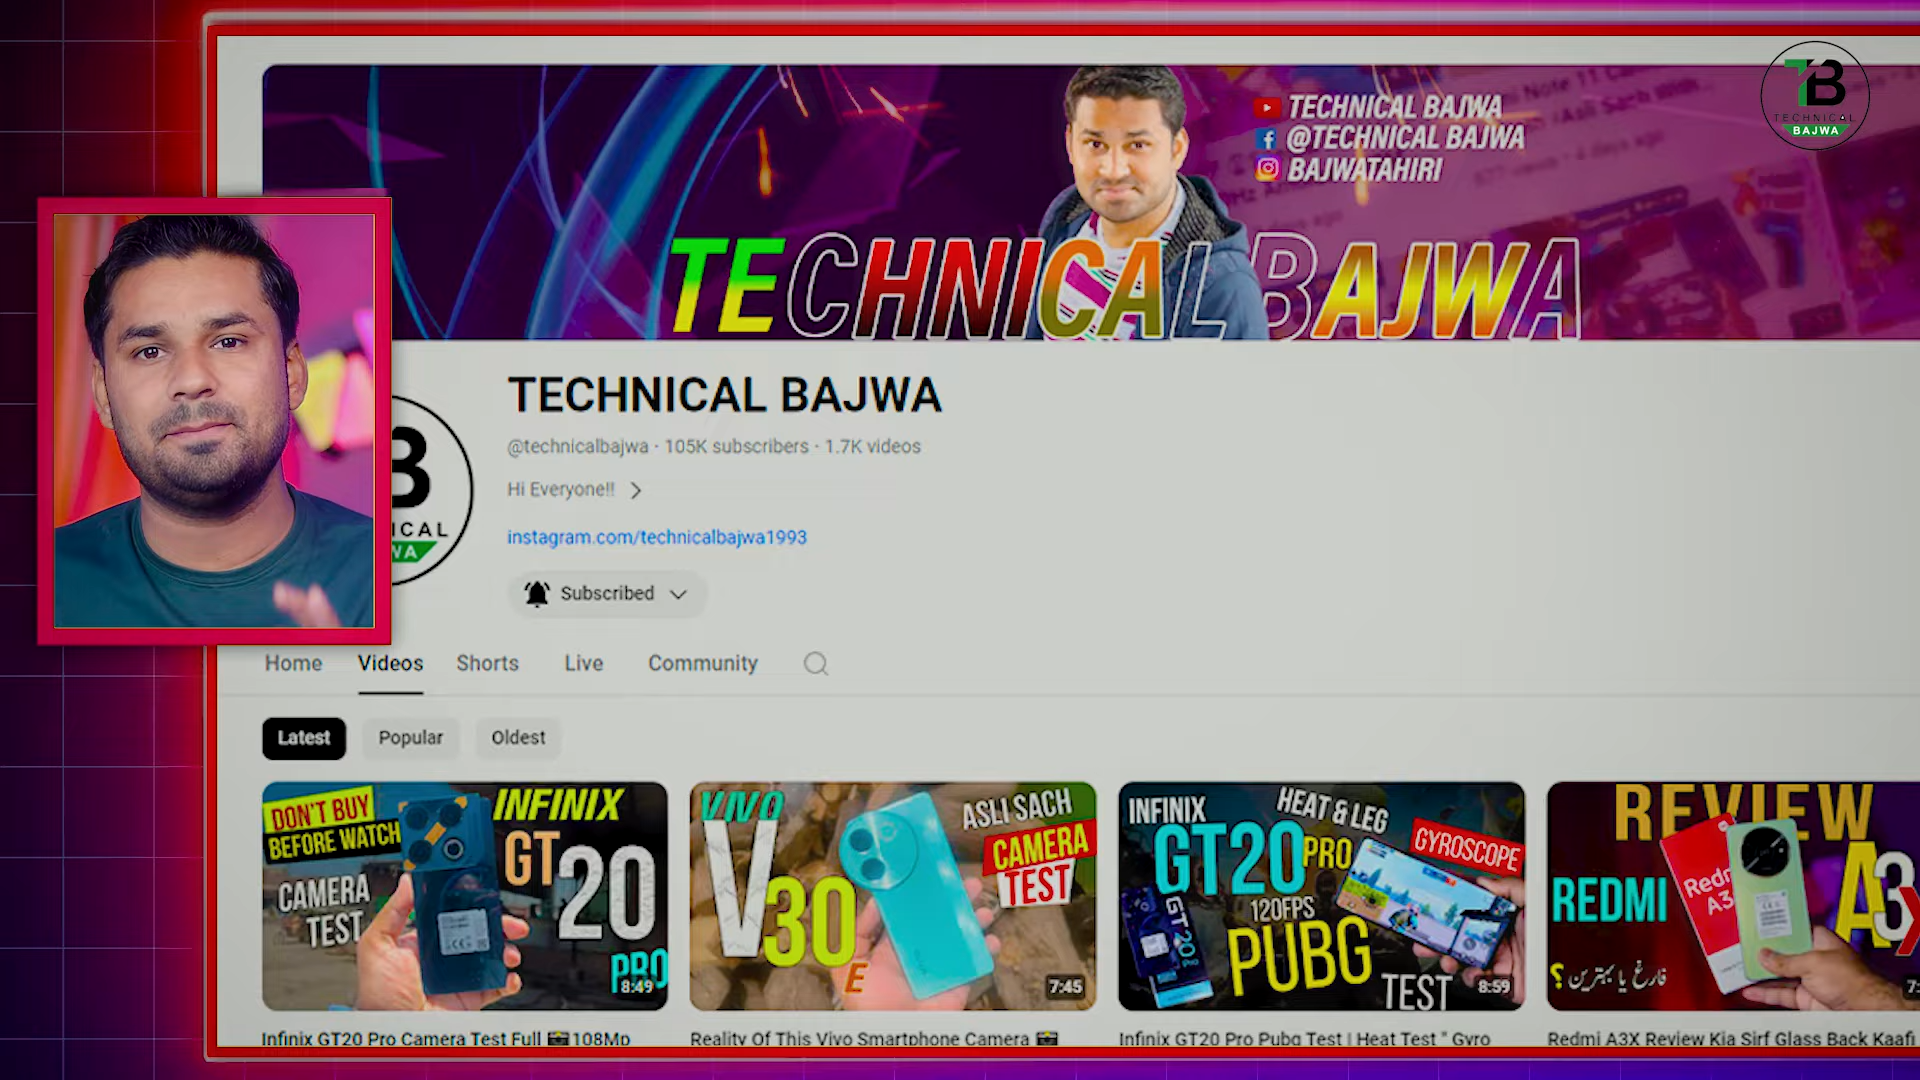 TECHNICAL BAJWA
@TECHNICAL BAJWA
BAJWATAHIRI
TECHNICAL BAJWA
TB
TECHNICAL
BAJWA
TECHNICAL BAJWA
@technicalbajwa · 105K subscribers · 1.7K videos
Hi Everyone!!
instagram.com/technicalbajwa1993
Subscribed
B
ICAL
WA
Home Videos Shorts Live Community
Latest Popular Oldest
DON'T BUY
BEFORE WATCH
CAMERA
TEST
INFINIX
GT
20
PRO
8:49
VIVO
V30
E
ASLI SACH
CAMERA
TEST
7:45
INFINIX
GT20 PRO
120FPS
PUBG
TEST
HEAT & LEG
GYROSCOPE
8:59
REVIEW
REDMI
A3
فارغ یا بہترین ؟
Infinix GT20 Pro Camera Test Full 108Mp
Reality Of This Vivo Smartphone Camera
Infinix GT20 Pro Pubg Test | Heat Test " Gyro
Redmi A3X Review Kia Sirf Glass Back Kaafi